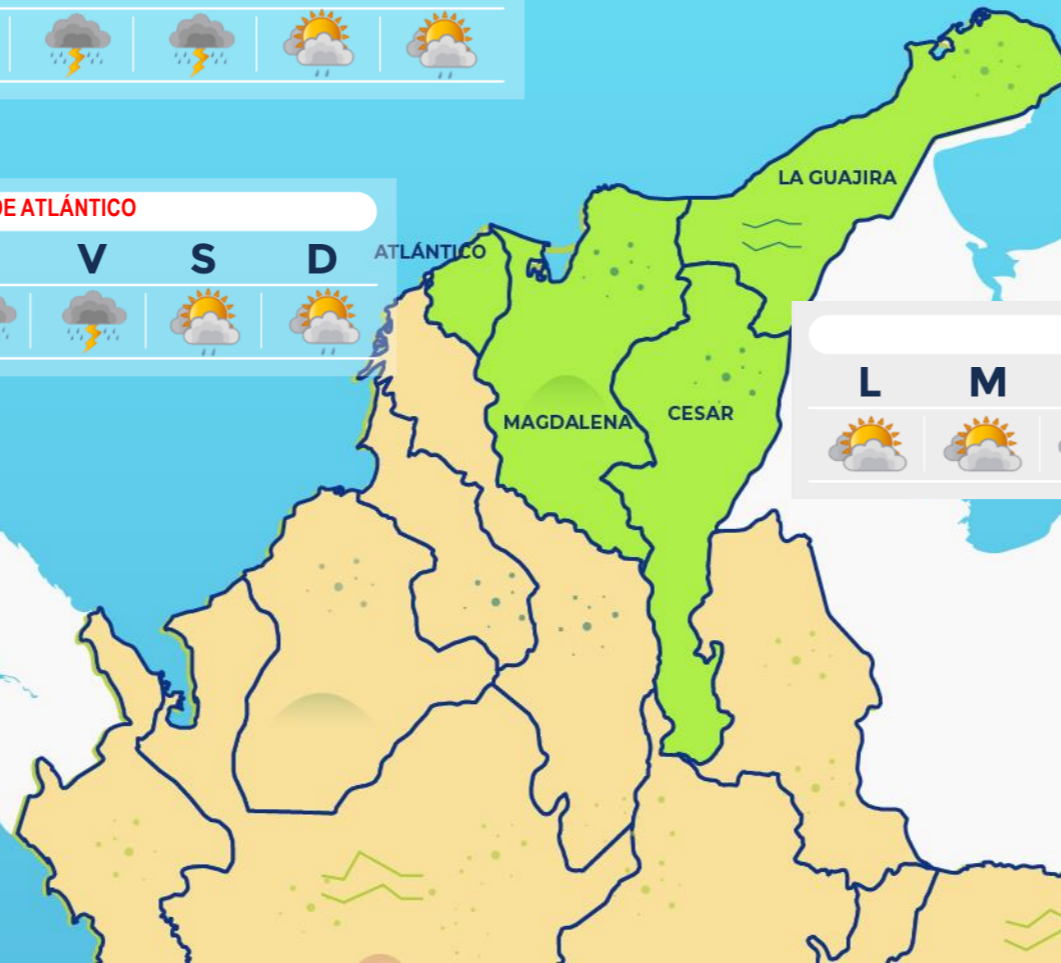 LA GUAJIRA
DE ATLÁNTICO
V S D
ATLÁNTICO
L M
MAGDALENA
CESAR